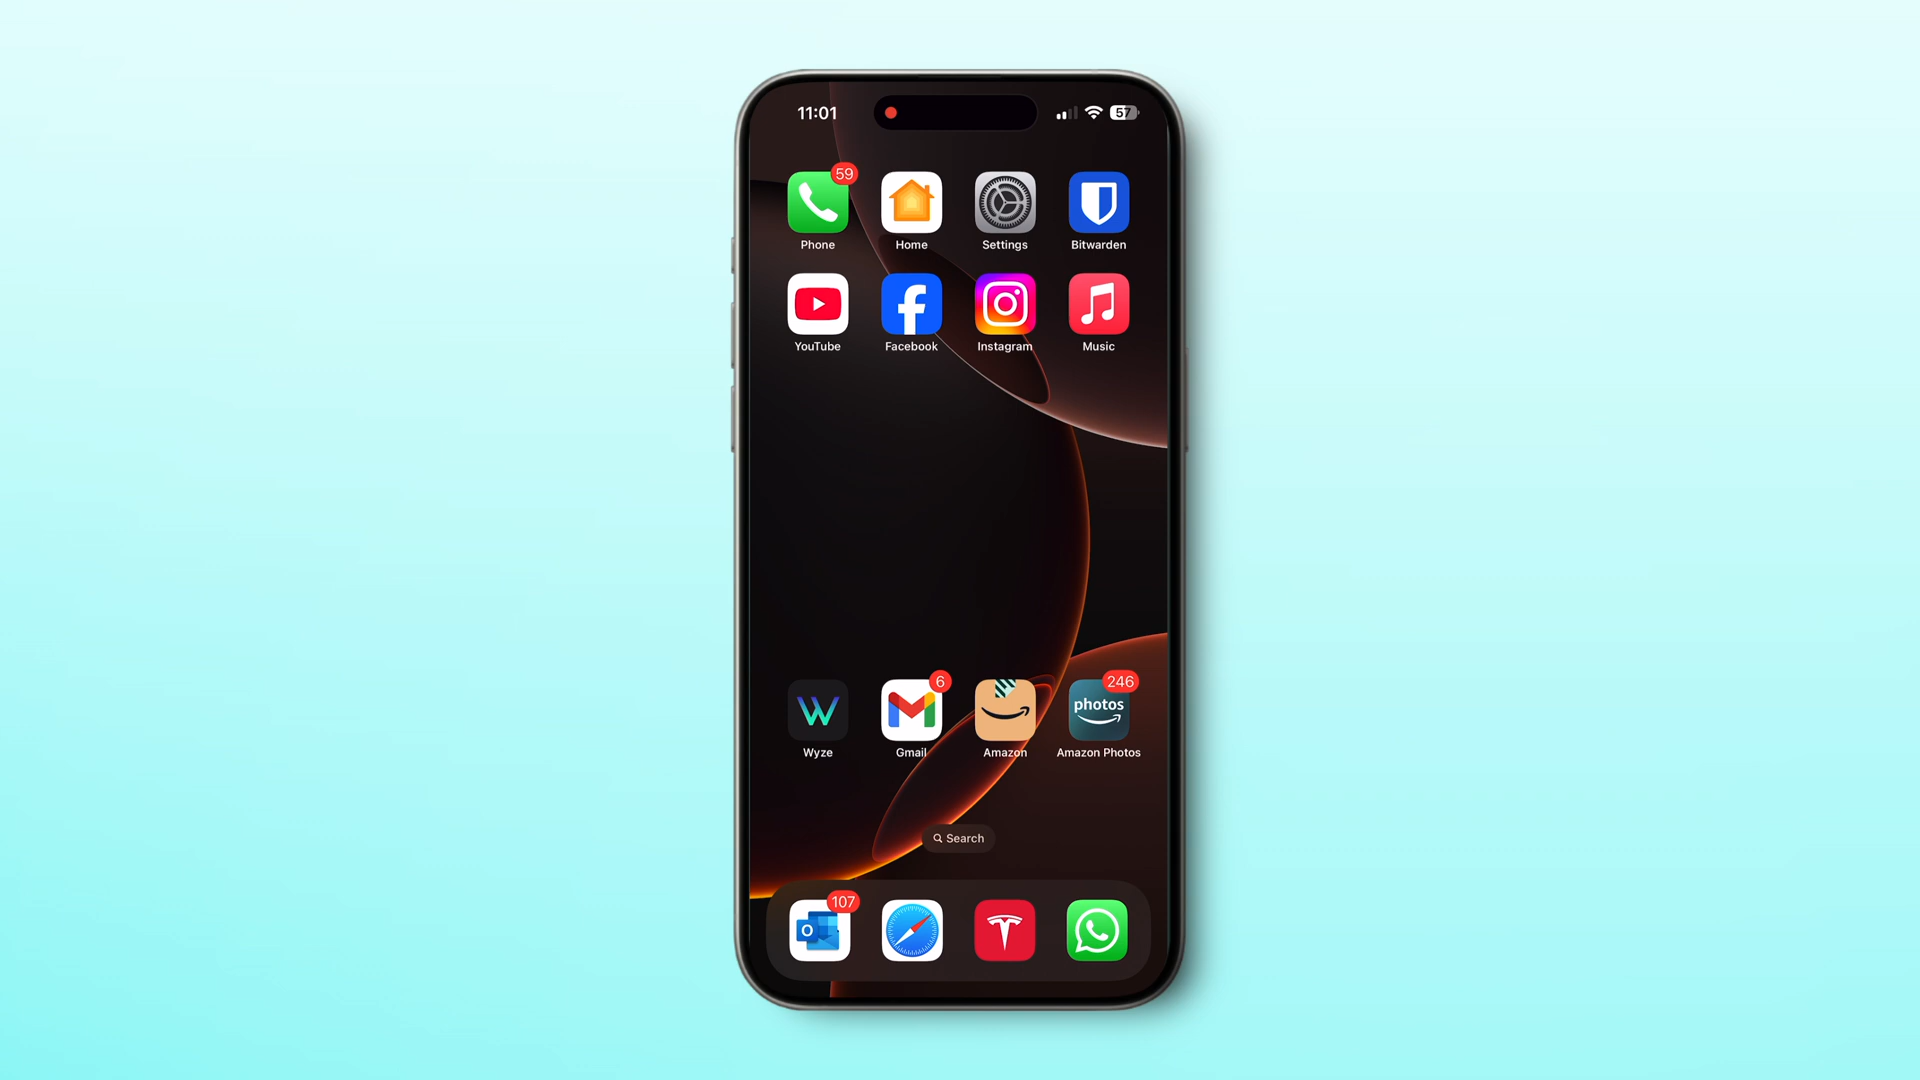 11:01 57
59
Phone Home Settings Bitwarden
YouTube Facebook Instagram Music
6 246
photos
Wyze Gmail Amazon Amazon Photos
Search
107
O